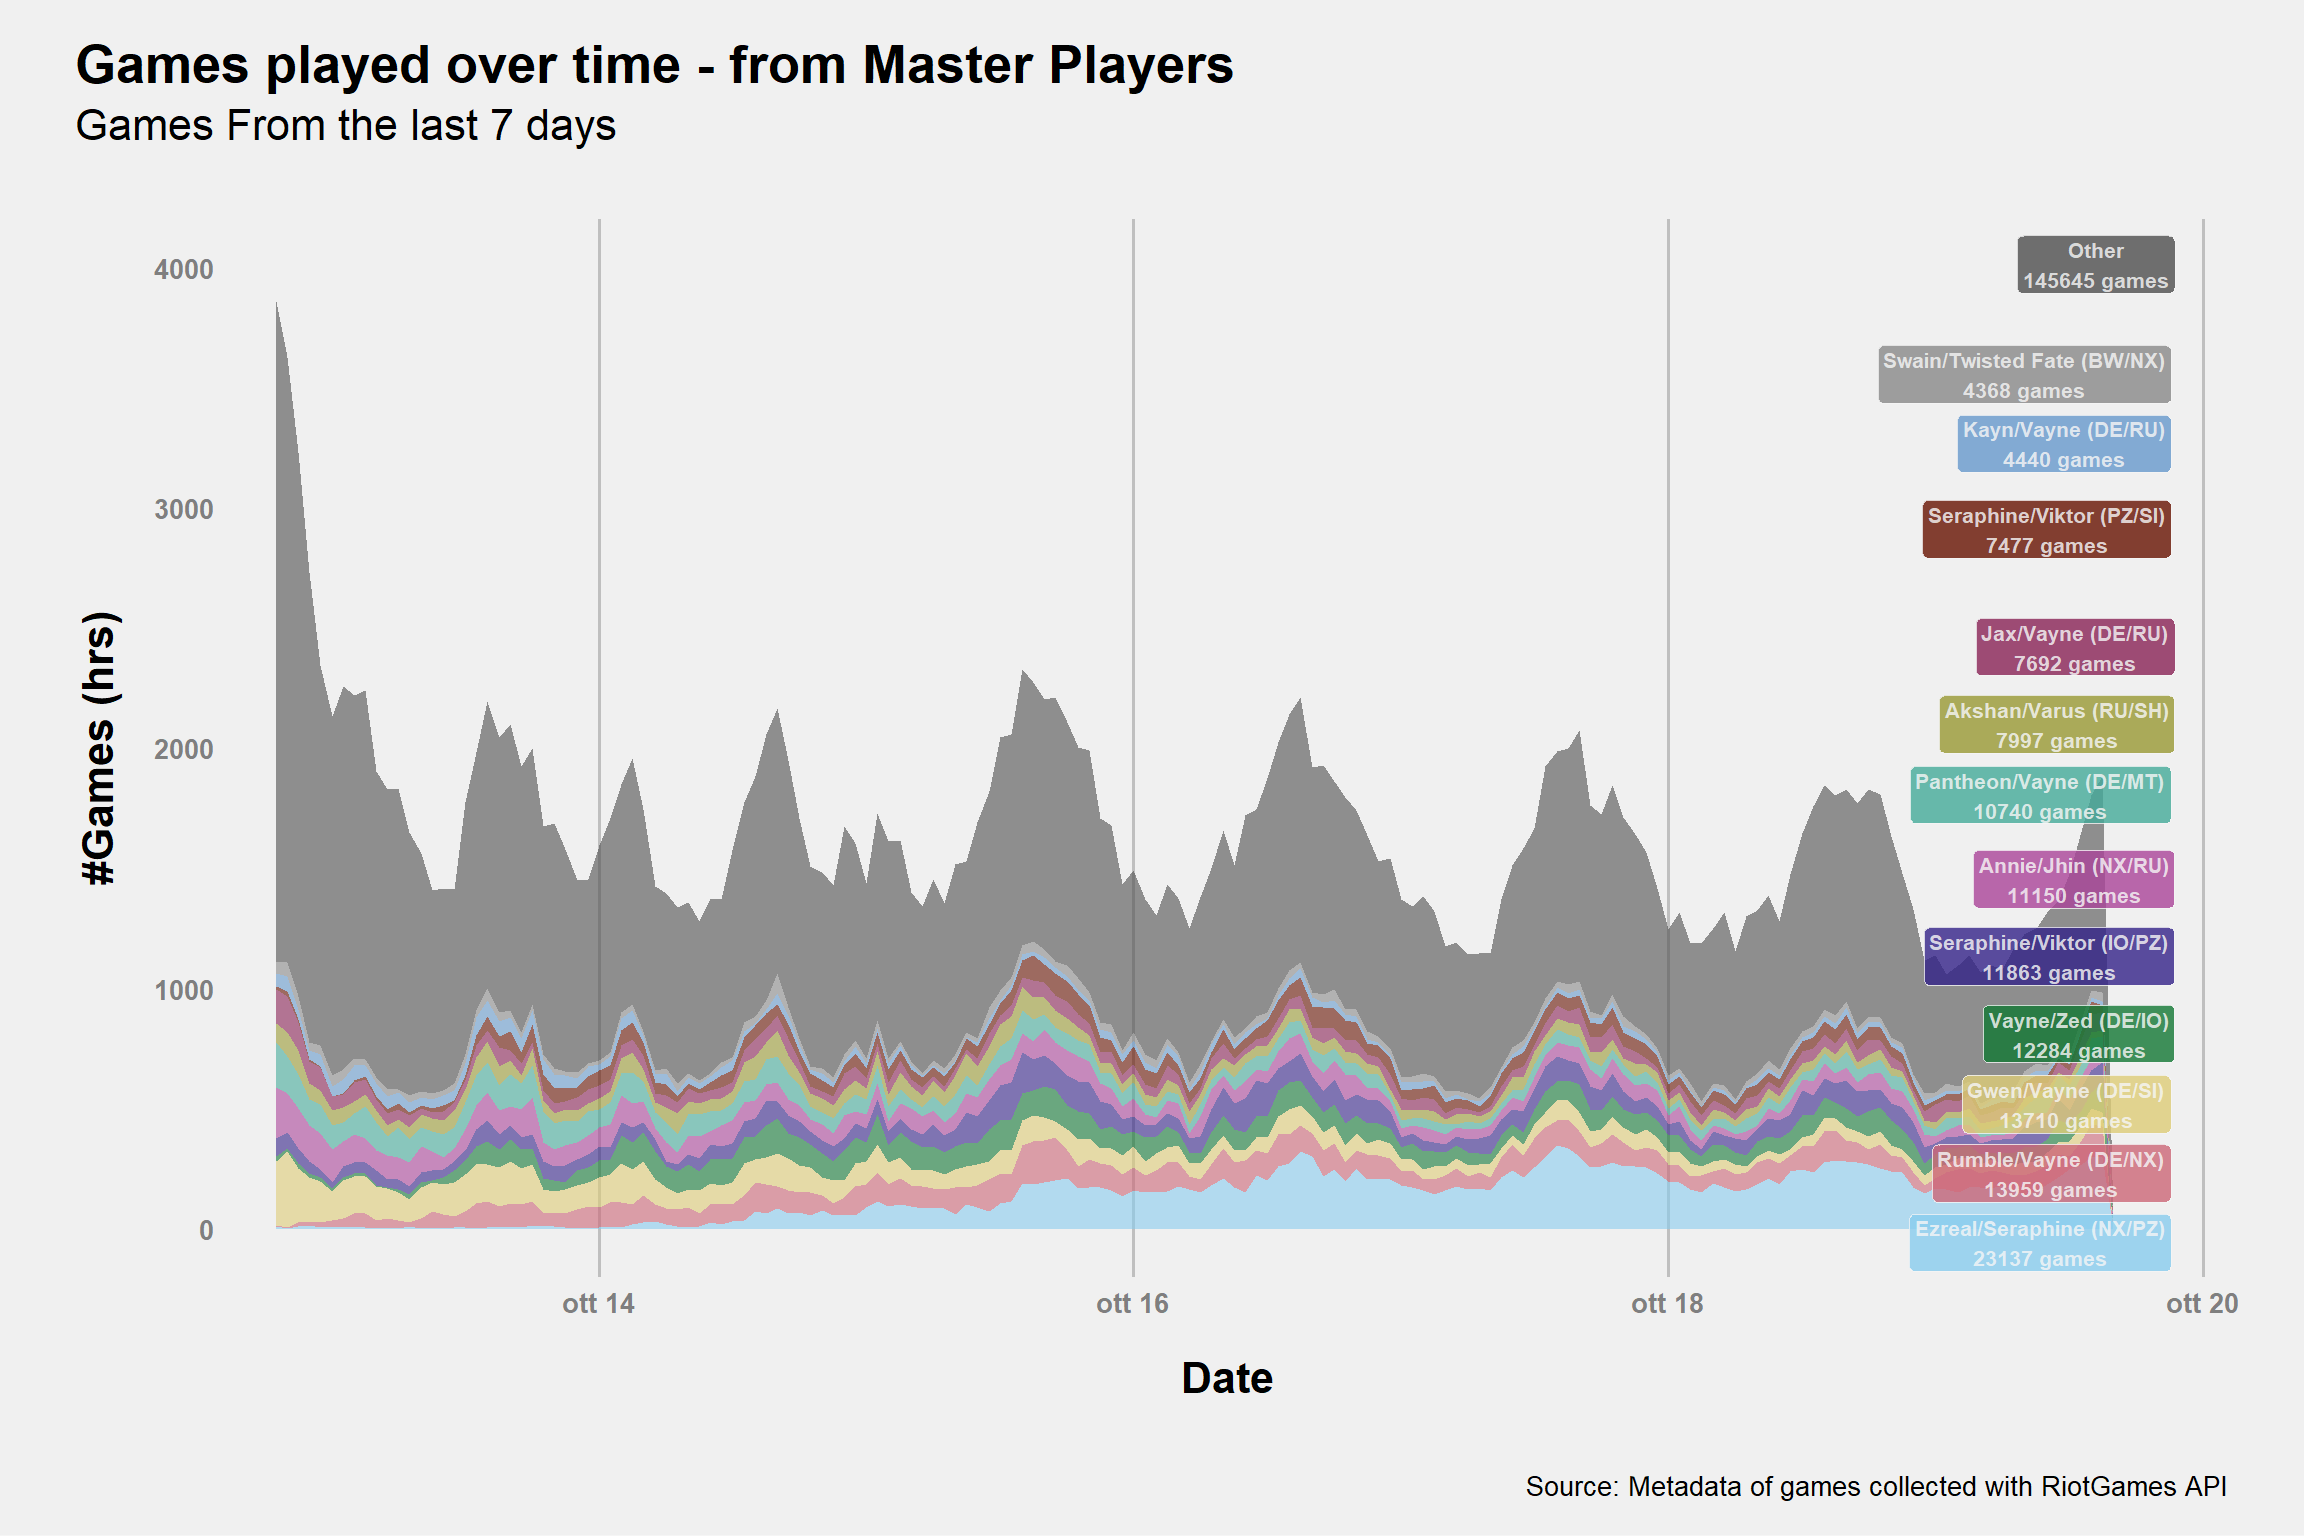 Games played over time - from Master Players
Games From the last 7 days
#Games (hrs)
4000
3000
2000
1000
0
Other
145645 games
Swain/Twisted Fate (BW/NX)
4368 games
Kayn/Vayne (DE/RU)
4440 games
Seraphine/Viktor (PZ/SI)
7477 games
Jax/Vayne (DE/RU)
7692 games
Akshan/Varus (RU/SH)
7997 games
Pantheon/Vayne (DE/MT)
10740 games
Annie/Jhin (NX/RU)
11150 games
Seraphine/Viktor (IO/PZ)
11863 games
Vayne/Zed (DE/IO)
12284 games
Gwen/Vayne (DE/SI)
13710 games
Rumble/Vayne (DE/NX)
13959 games
Ezreal/Seraphine (NX/PZ)
23137 games
ott 14
ott 16
ott 18
ott 20
Date
Source: Metadata of games collected with RiotGames API